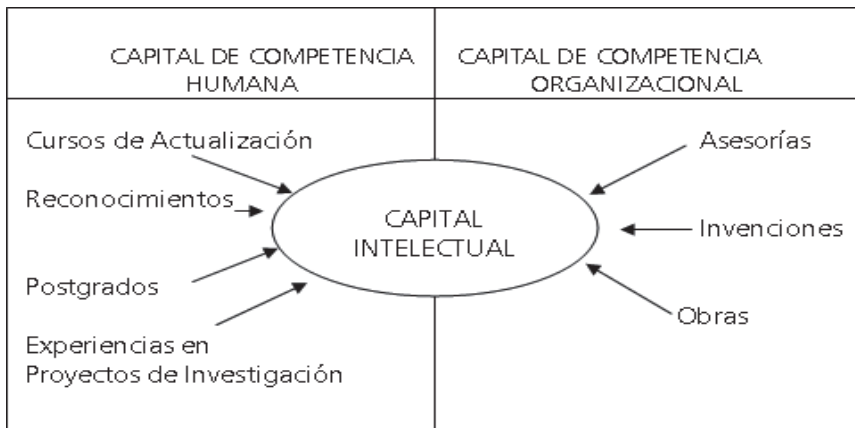 CAPITAL DE COMPETENCIA
HUMANA
CAPITAL DE COMPETENCIA
ORGANIZACIONAL
Cursos de Actualización
Reconocimientos
Postgrados
Experiencias en
Proyectos de Investigación
CAPITAL
INTELECTUAL
Asesorías
Invenciones
Obras